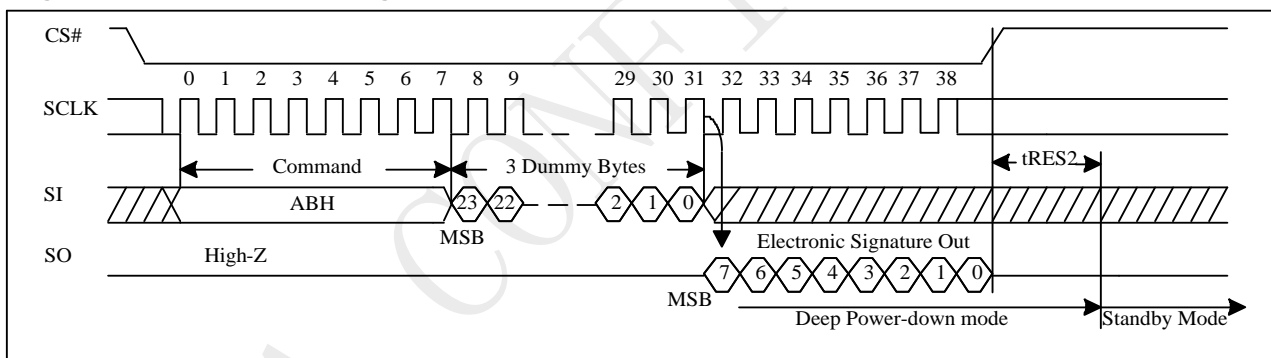 CS#
0 1 2 3 4 5 6 7 8 9 29 30 31 32 33 34 35 36 37 38
SCLK
Command 3 Dummy Bytes tRES2
SI ABH 23 22 2 1 0
MSB
SO High-Z Electronic Signature Out
7 6 5 4 3 2 1 0
MSB
Deep Power-down mode Standby Mode